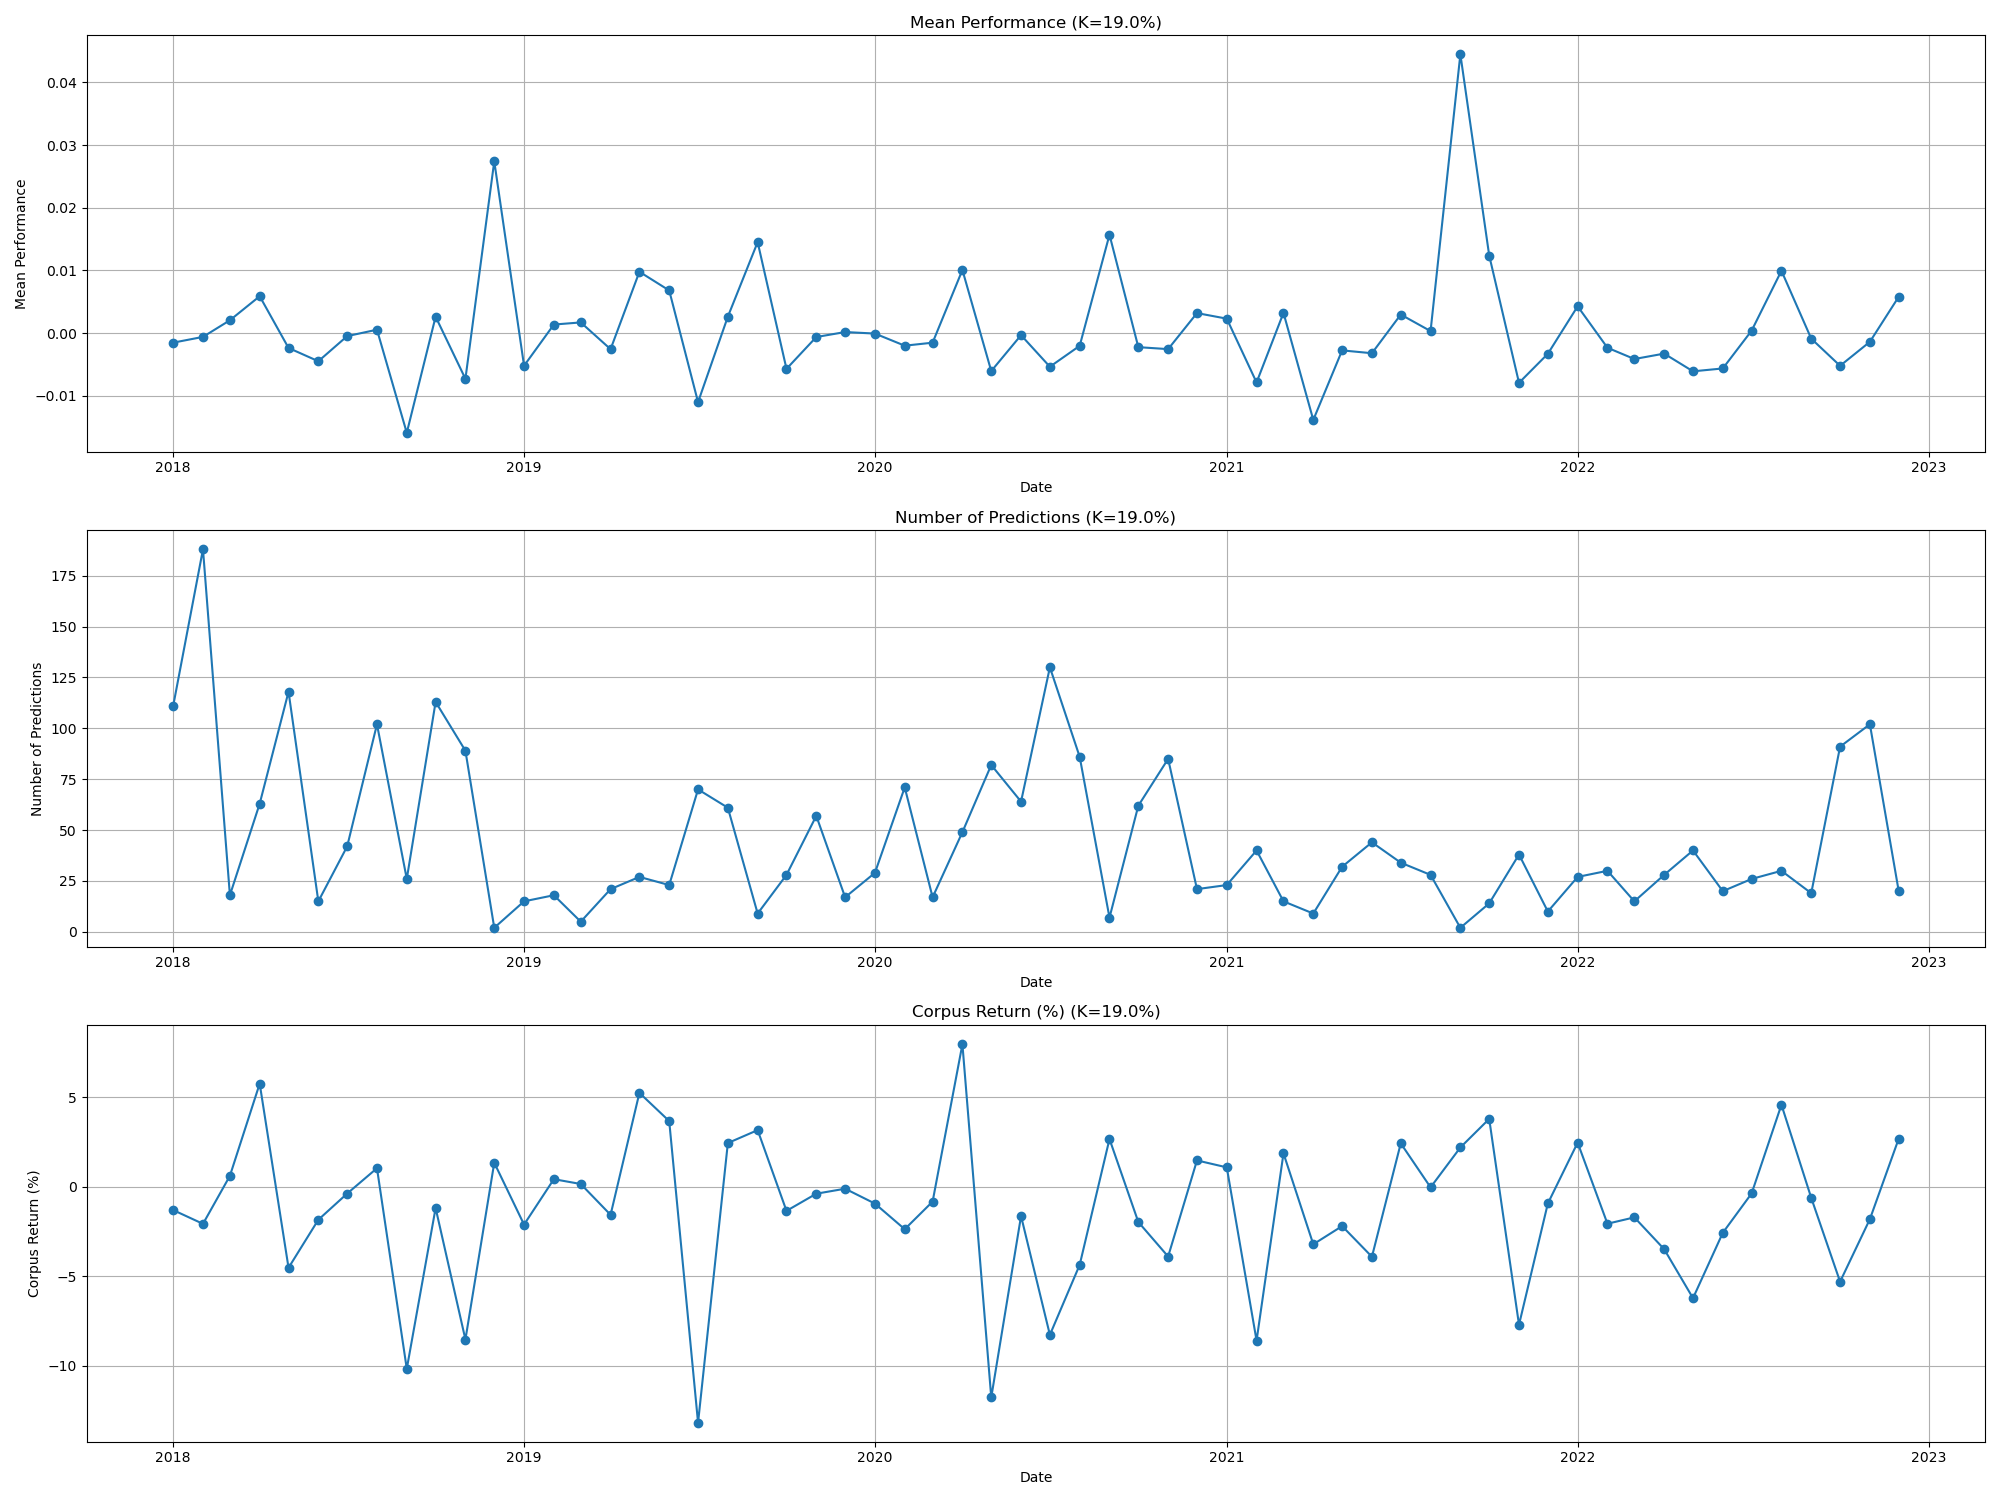 Mean Performance (K=19.0%)
Mean Performance
0.04
0.03
0.02
0.01
0.00
−0.01
2018 2019 2020 2021 2022 2023
Date
Number of Predictions (K=19.0%)
Number of Predictions
175
150
125
100
75
50
25
0
2018 2019 2020 2021 2022 2023
Date
Corpus Return (%) (K=19.0%)
Corpus Return (%)
5
0
−5
−10
2018 2019 2020 2021 2022 2023
Date